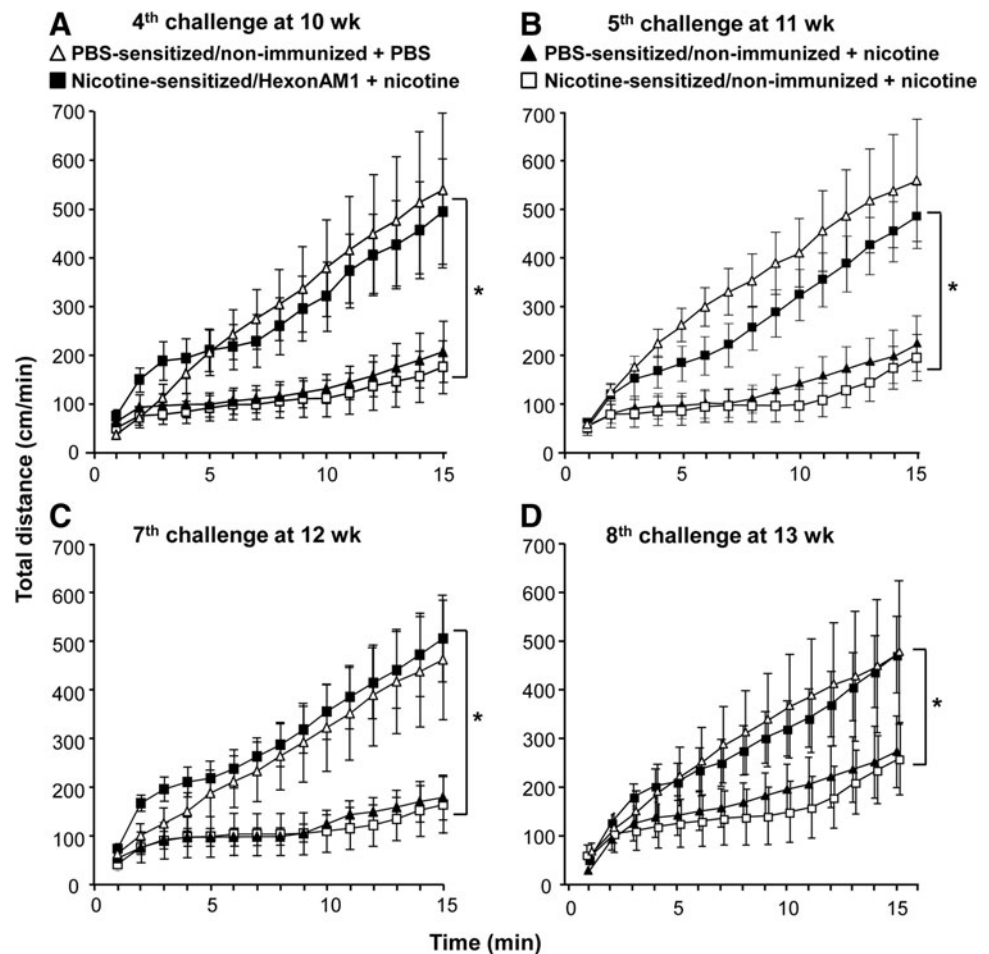 A 4th challenge at 10 wk
B 5th challenge at 11 wk
△ PBS-sensitized/non-immunized + PBS
▲ PBS-sensitized/non-immunized + nicotine
■ Nicotine-sensitized/HexonAM1 + nicotine
□ Nicotine-sensitized/non-immunized + nicotine
700
600
500
400
300
200
100
0
0 5 10 15
*
700
600
500
400
300
200
100
0
0 5 10 15
*
C 7th challenge at 12 wk
D 8th challenge at 13 wk
700
600
500
400
300
200
100
0
0 5 10 15
*
700
600
500
400
300
200
100
0
0 5 10 15
*
Total distance (cm/min)
Time (min)